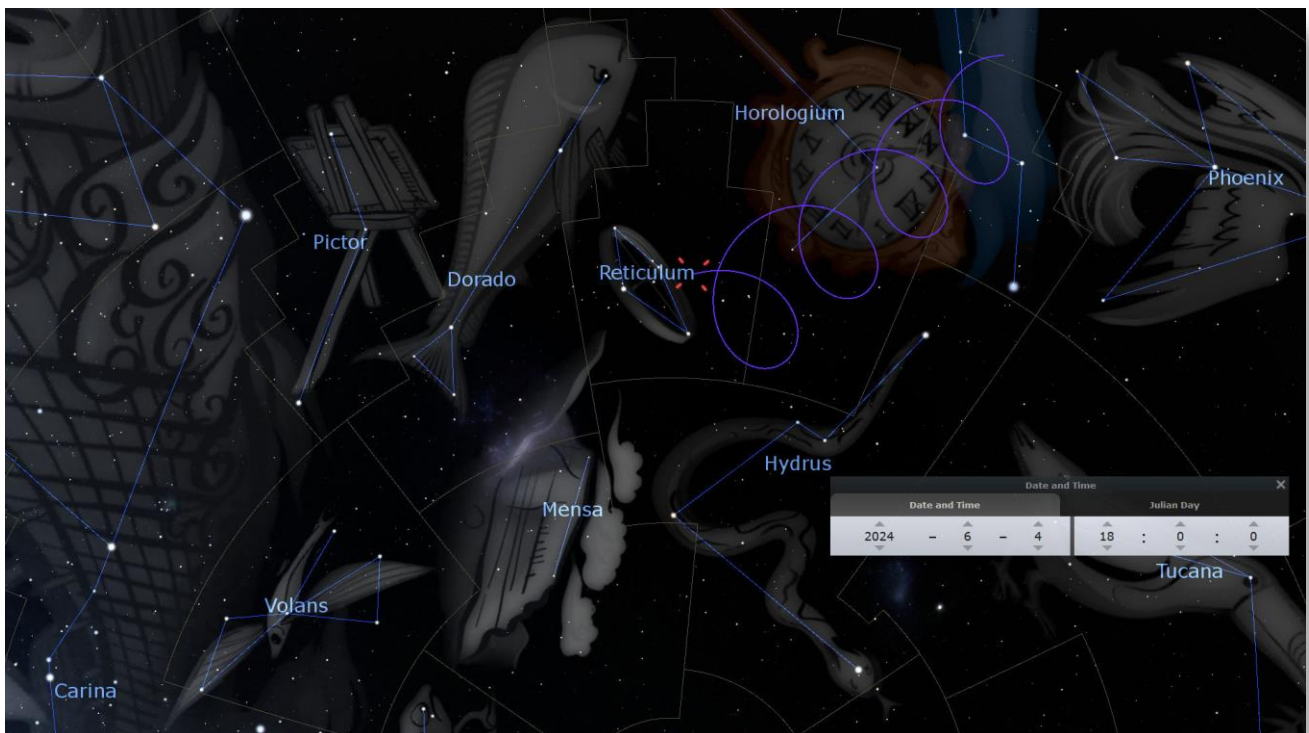 Horologium
Phoenix
Pictor
Dorado
Reticulum
Hydrus
Date and Time
Date and Time Julian Day
2024 – 6 – 4 18 : 0 : 0
Mensa
Tucana
Volans
Carina